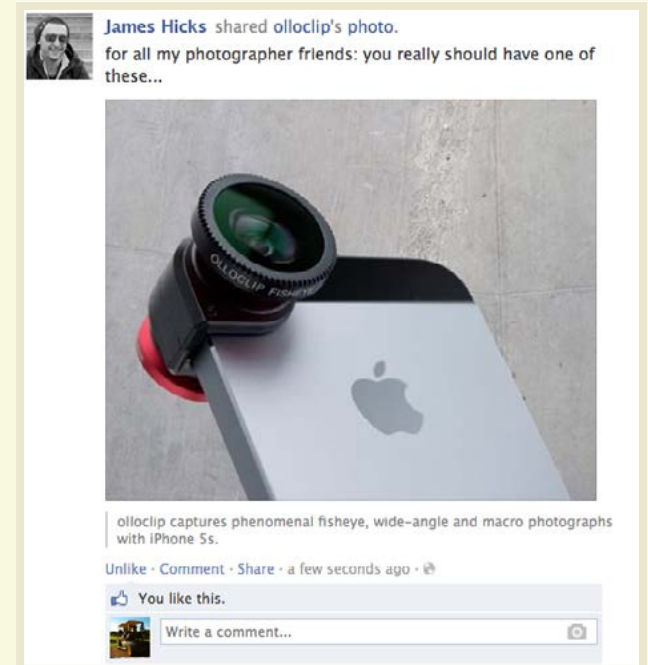 James Hicks shared olloclip's photo.
for all my photographer friends: you really should have one of
these...
OLLOCLIP FISHEYE
olloclip captures phenomenal fisheye, wide-angle and macro photographs
with iPhone 5s.
Unlike · Comment · Share · a few seconds ago ·
You like this.
Write a comment...